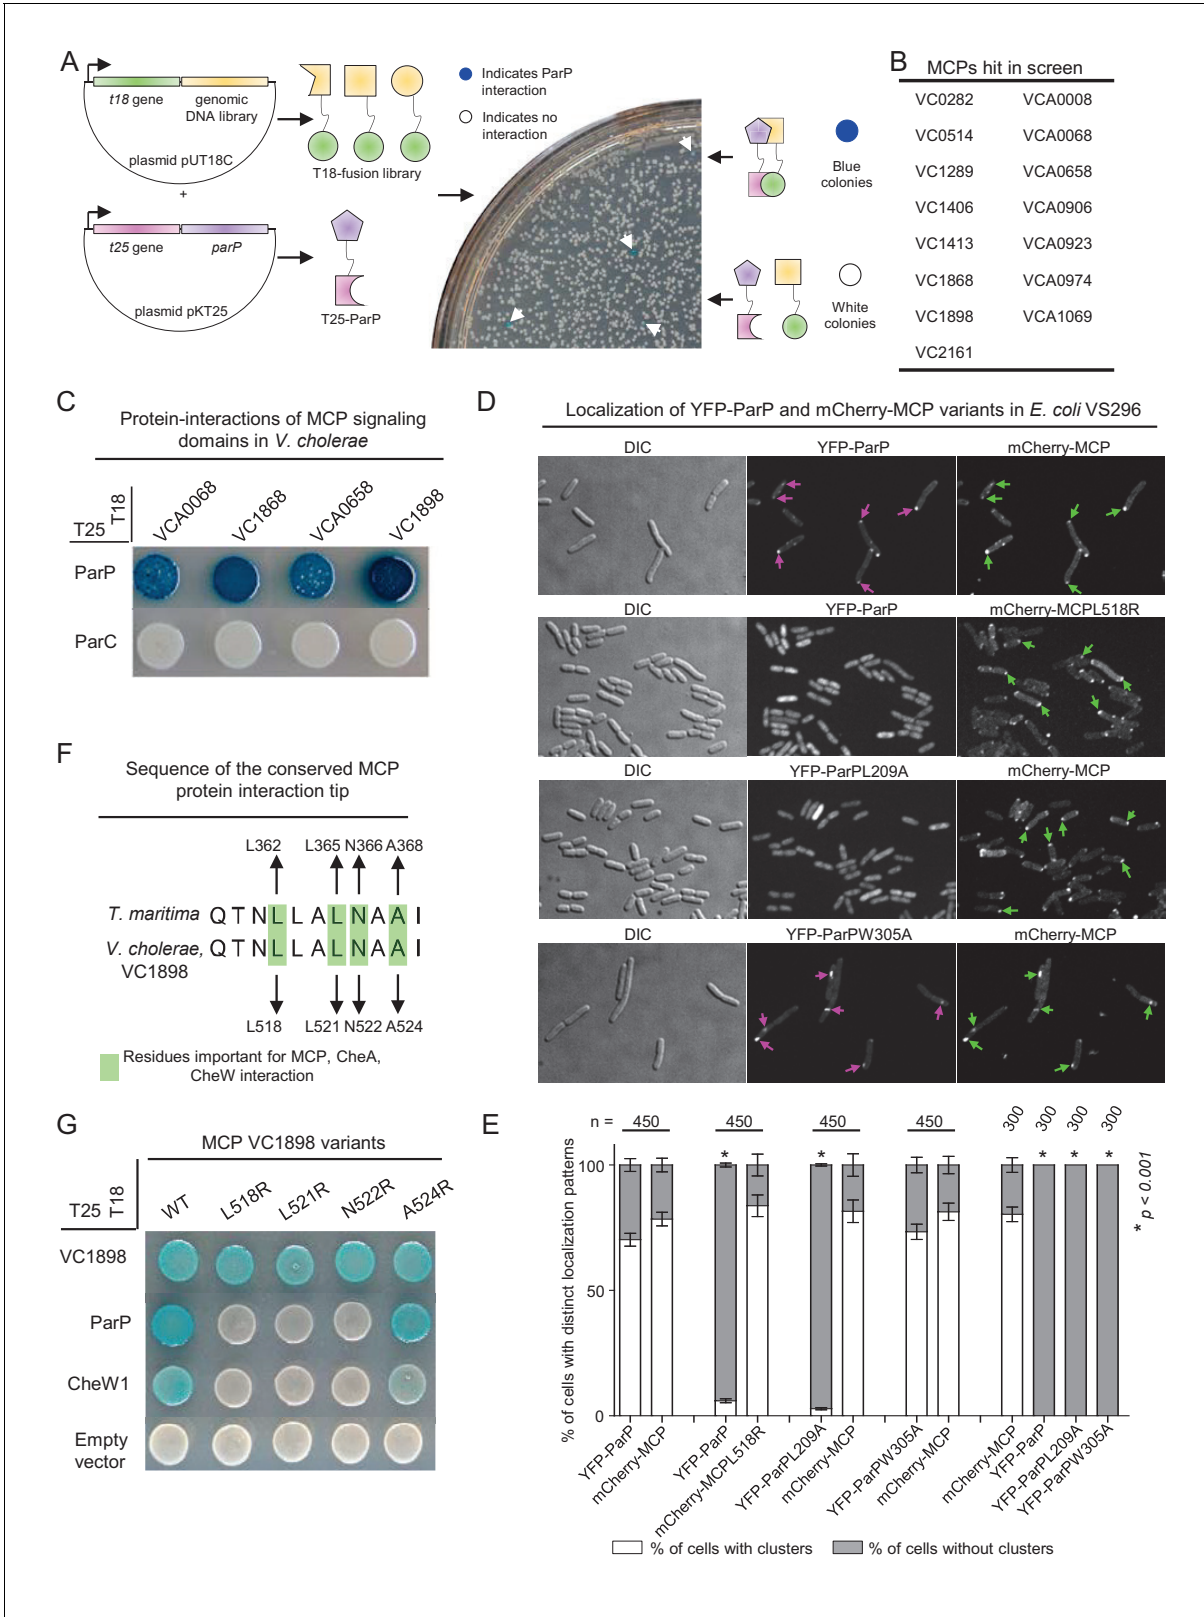 A
t18 gene
genomic
DNA library
plasmid pUT18C
+
t25 gene
parP
plasmid pKT25
T18-fusion library
T25-ParP
Indicates ParP
interaction
Indicates no
interaction
Blue
colonies
White
colonies
B
MCPs hit in screen
VC0282 VCA0008
VC0514 VCA0068
VC1289 VCA0658
VC1406 VCA0906
VC1413 VCA0923
VC1868 VCA0974
VC1898 VCA1069
VC2161
C
Protein-interactions of MCP signaling
domains in V. cholerae
T25 T18
VCA0068 VC1868 VCA0658 VC1898
ParP
ParC
D
Localization of YFP-ParP and mCherry-MCP variants in E. coli VS296
DIC YFP-ParP mCherry-MCP
DIC YFP-ParP mCherry-MCPL518R
DIC YFP-ParPL209A mCherry-MCP
DIC YFP-ParPW305A mCherry-MCP
F
Sequence of the conserved MCP
protein interaction tip
L362 L365 N366 A368
T. maritima Q T N L L A L N A A I
V. cholerae, Q T N L L A L N A A I
VC1898
L518 L521 N522 A524
Residues important for MCP, CheA,
CheW interaction
G
MCP VC1898 variants
T25 T18
WT L518R L521R N522R A524R
VC1898
ParP
CheW1
Empty
vector
E
n = 450 450 450 450 300 300 300 300
* * * * *
* p < 0.001
% of cells with distinct localization patterns
100
50
0
YFP-ParP
mCherry-MCP
YFP-ParP
mCherry-MCPL518R
YFP-ParPL209A
mCherry-MCP
YFP-ParPW305A
mCherry-MCP
mCherry-MCP
YFP-ParP
YFP-ParPL209A
YFP-ParPW305A
% of cells with clusters % of cells without clusters